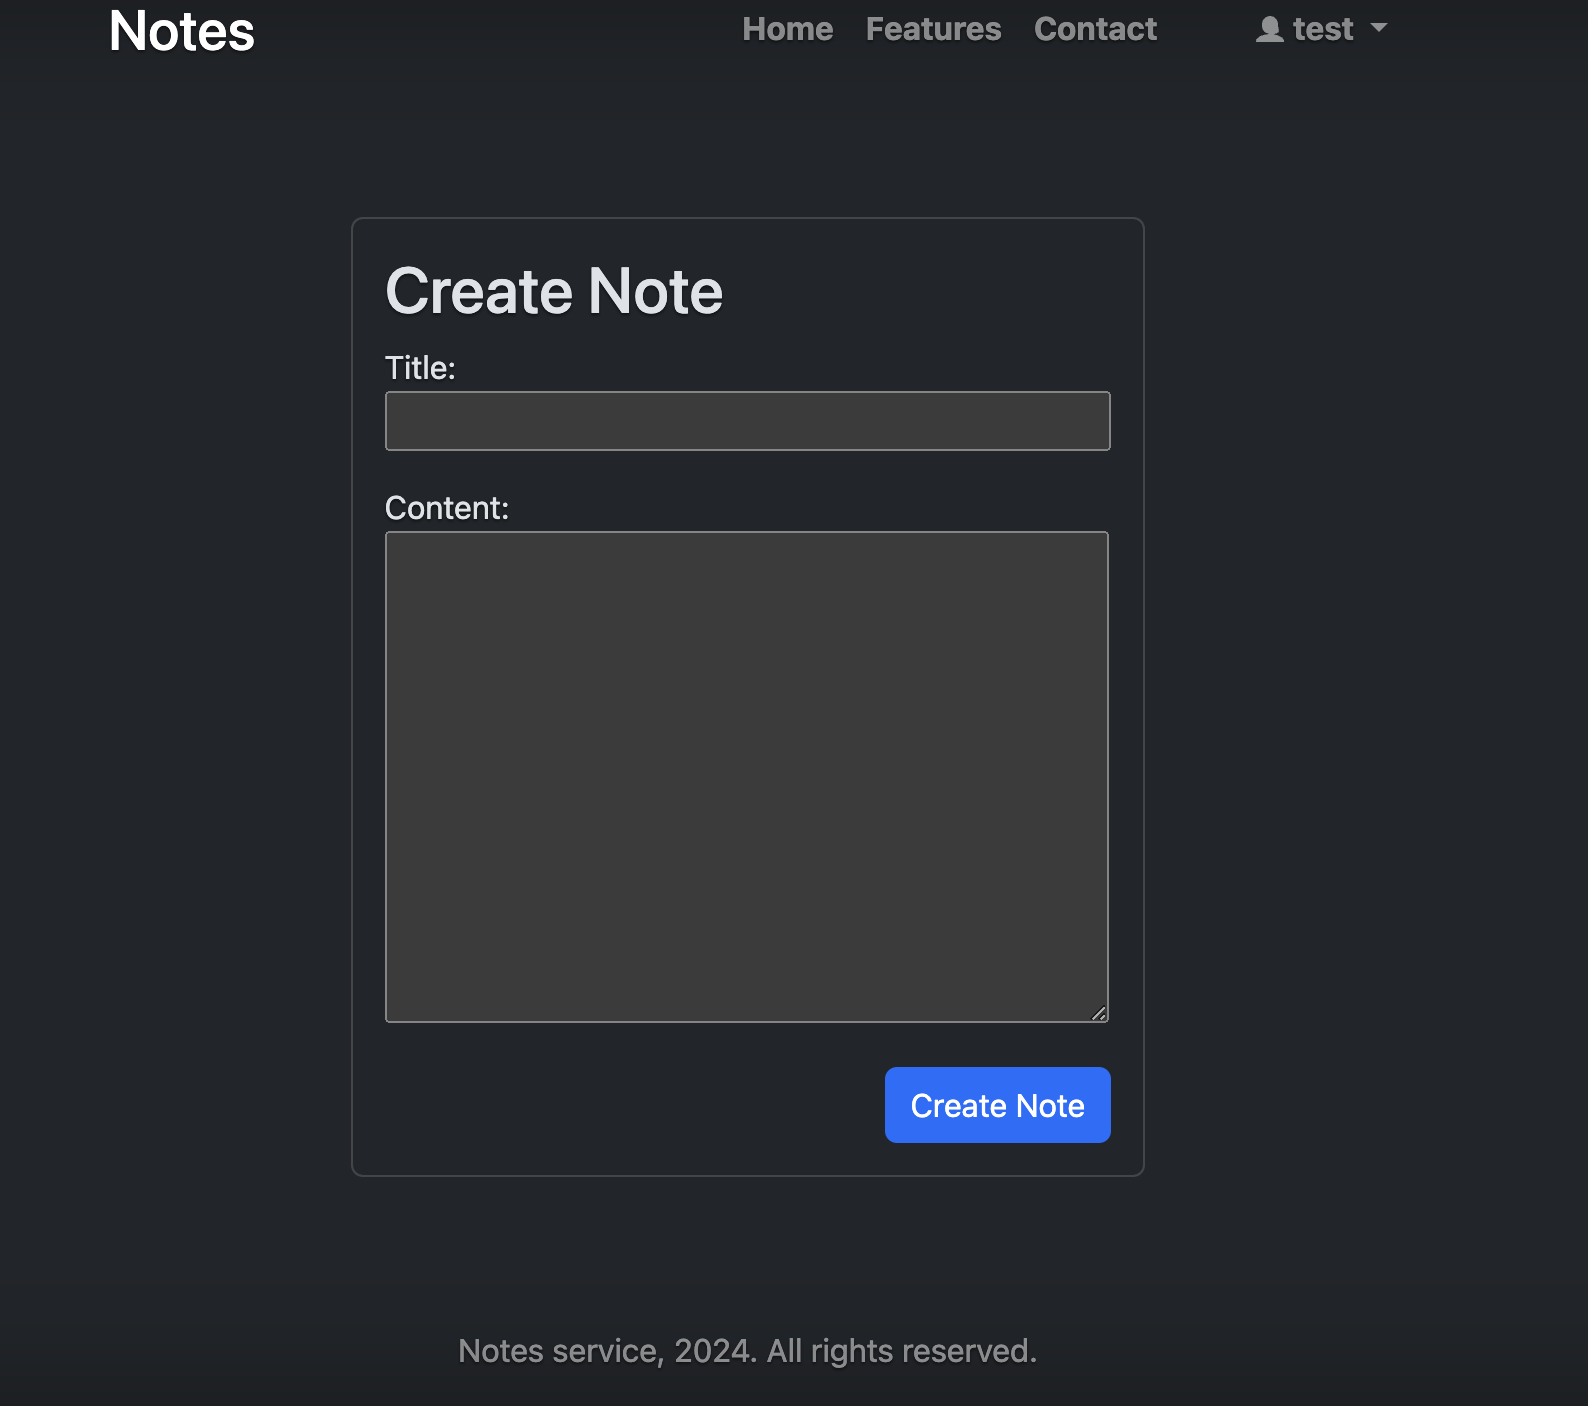 Notes Home Features Contact test
Create Note
Title:
Content:
Create Note
Notes service, 2024. All rights reserved.